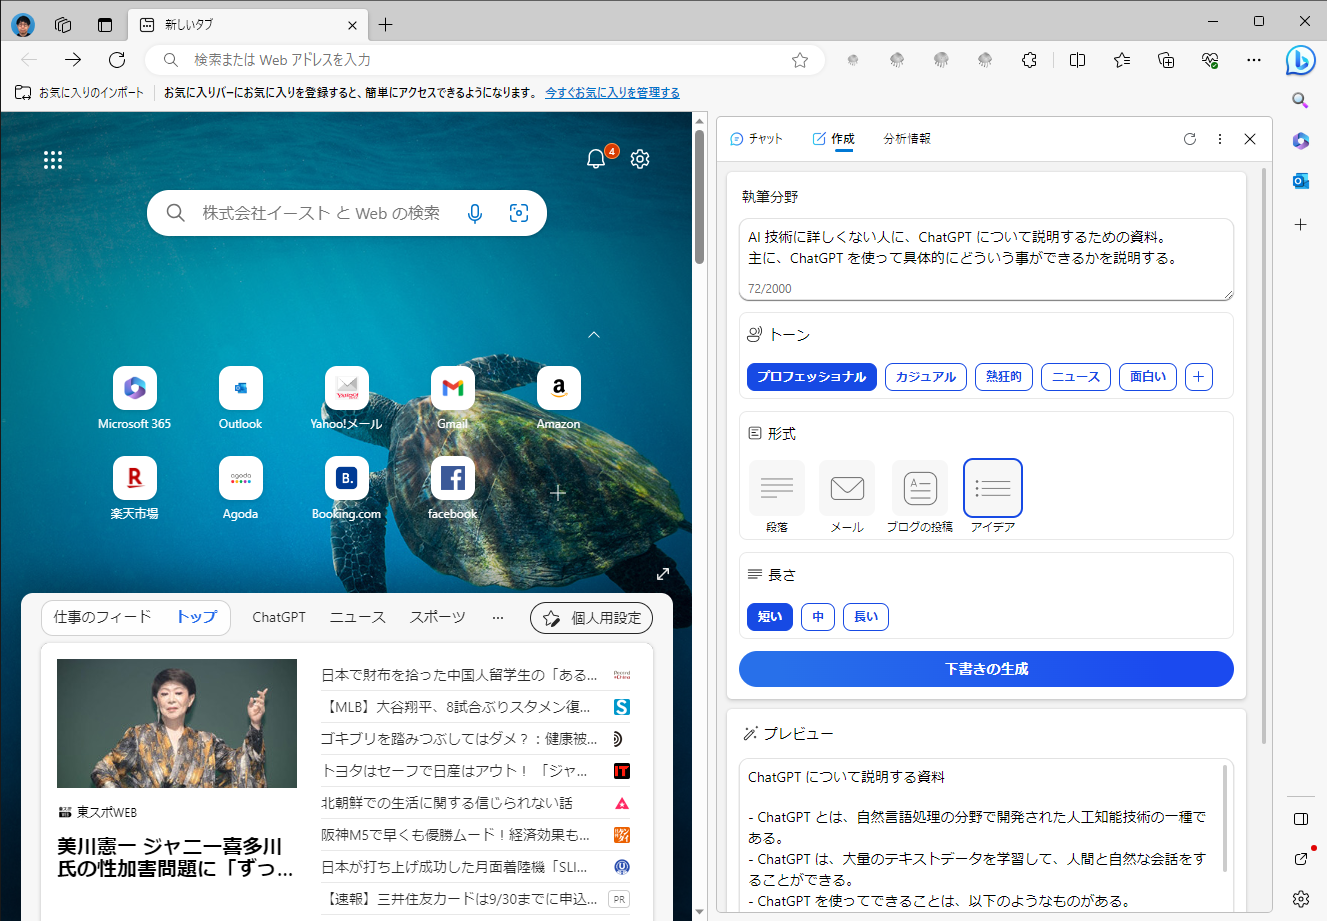 新しいタブ
検索または Web アドレスを入力
お気に入りのインポート
お気に入りバーにお気に入りを登録すると、簡単にアクセスできるようになります。
今すぐお気に入りを管理する
4
株式会社イースト と Web の検索
Microsoft 365
Outlook
Yahoo!メール
Gmail
Amazon
楽天市場
Agoda
Booking.com
facebook
仕事のフィード
トップ
ChatGPT
ニュース
スポーツ
...
個人用設定
東スポWEB
美川憲一 ジャニー喜多川
氏の性加害問題に「ずっ...
日本で財布を拾った中国人留学生の「ある...
【MLB】大谷翔平、8試合ぶりスタメン復...
ゴキブリを踏みつぶしてはダメ？：健康被...
トヨタはセーフで日産はアウト！ 「ジャ...
北朝鮮での生活に関する信じられない話
阪神M5で早くも優勝ムード！経済効果も...
日本が打ち上げ成功した月面着陸機「SLI...
【速報】三井住友カードは9/30までに申込...
PR
チャット
作成
分析情報
執筆分野
AI 技術に詳しくない人に、ChatGPT について説明するための資料。
主に、ChatGPT を使って具体的にどういう事ができるかを説明する。
72/2000
トーン
プロフェッショナル
カジュアル
熱狂的
ニュース
面白い
形式
段落
メール
ブログの投稿
アイデア
長さ
短い
中
長い
下書きの生成
プレビュー
ChatGPT について説明する資料
- ChatGPT とは、自然言語処理の分野で開発された人工知能技術の一種で
ある。
- ChatGPT は、大量のテキストデータを学習して、人間と自然な会話をす
ることができる。
- ChatGPT を使ってできることは、以下のようなものがある。